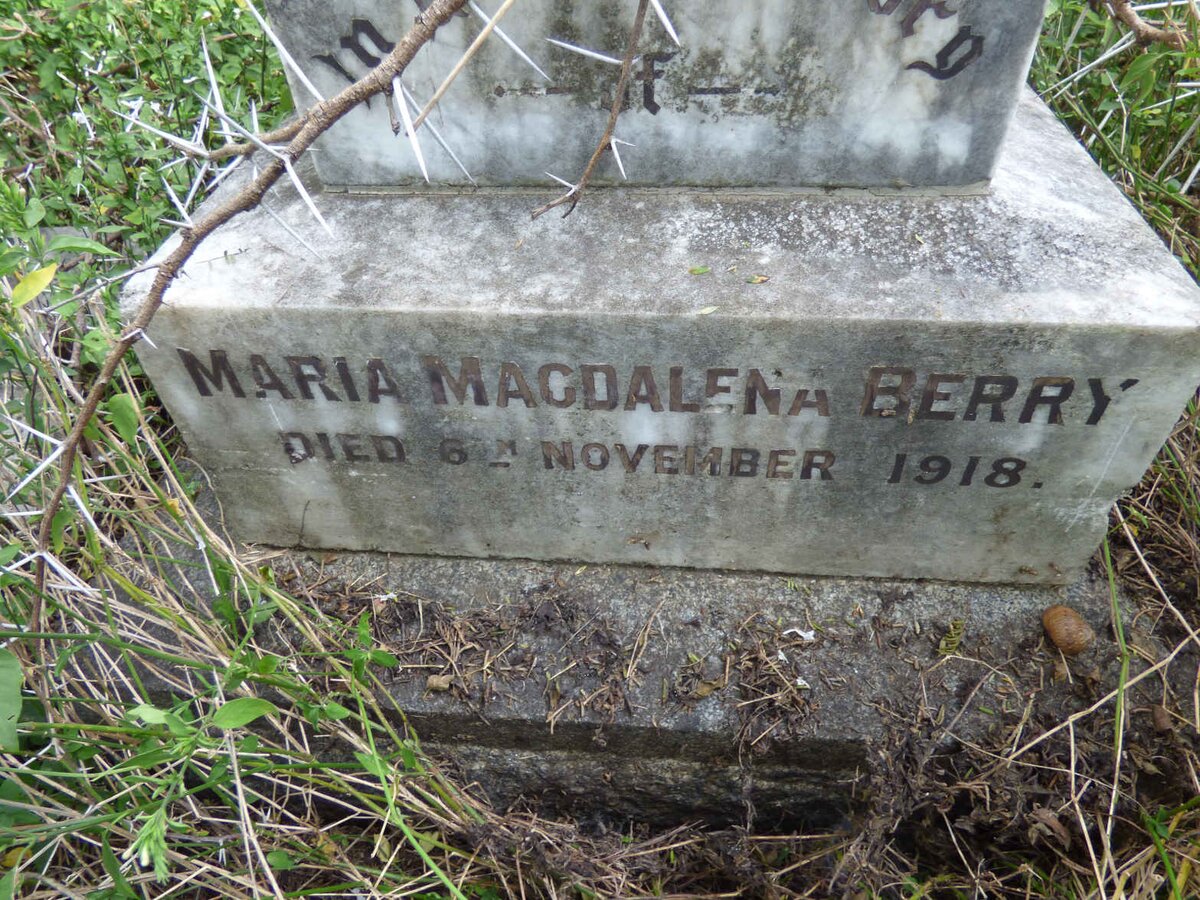 MARIA MAGDALENA BERRY
DIED 6TH NOVEMBER 1918.